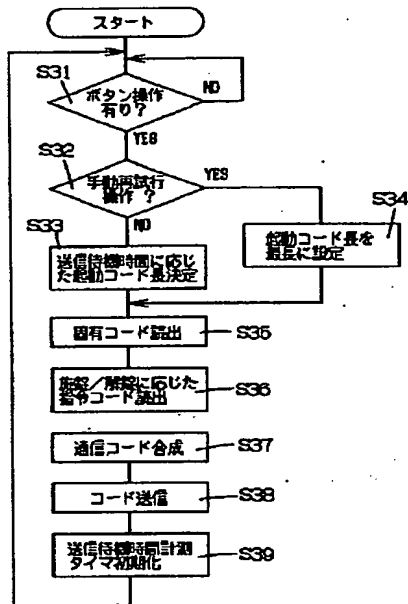 スタート
S31
ボタン操作
有り?
NO
YES
S32
手動再試行
操作 ?
YES
S34
S33
NO
送信待機時間に応じ
た起動コード長決定
起動コード長を
最長に設定
固有コード読出
S35
施錠/解錠に応じた
指令コード読出
S36
通信コード合成
S37
コード送信
S38
送信待機時間計測
タイマ初期化
S39